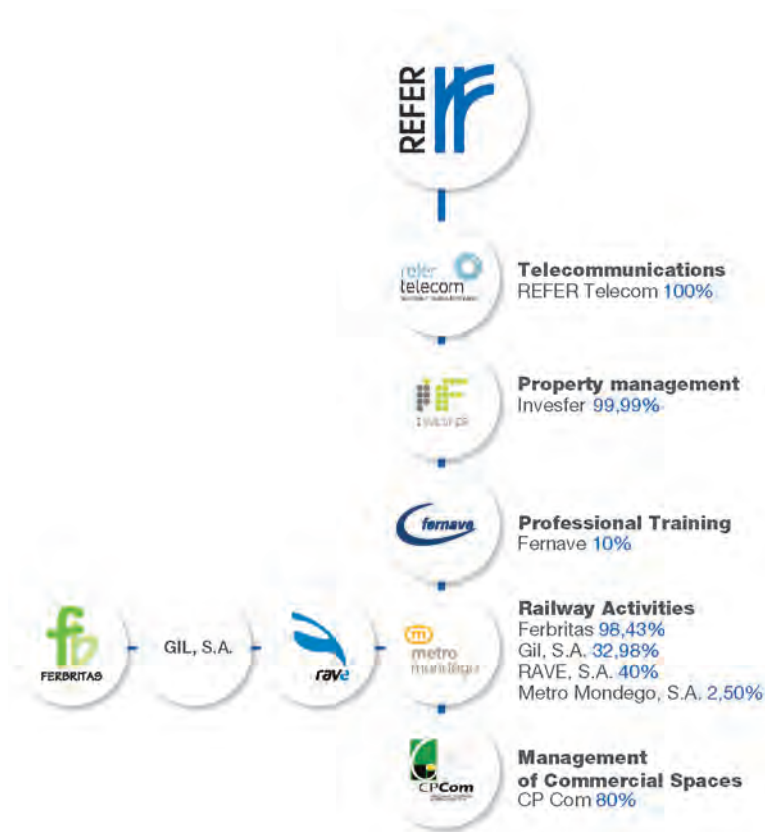 REFER
refer
telecom
Telecommunications
REFER Telecom 100%
Property management
Invesfer 99,99%
fernave
Professional Training
Fernave 10%
FERBRITAS
GIL, S.A.
rave
metro
mondego
Railway Activities
Ferbritas 98,43%
Gil, S.A. 32,98%
RAVE, S.A. 40%
Metro Mondego, S.A. 2,50%
CPCom
Management
of Commercial Spaces
CP Com 80%